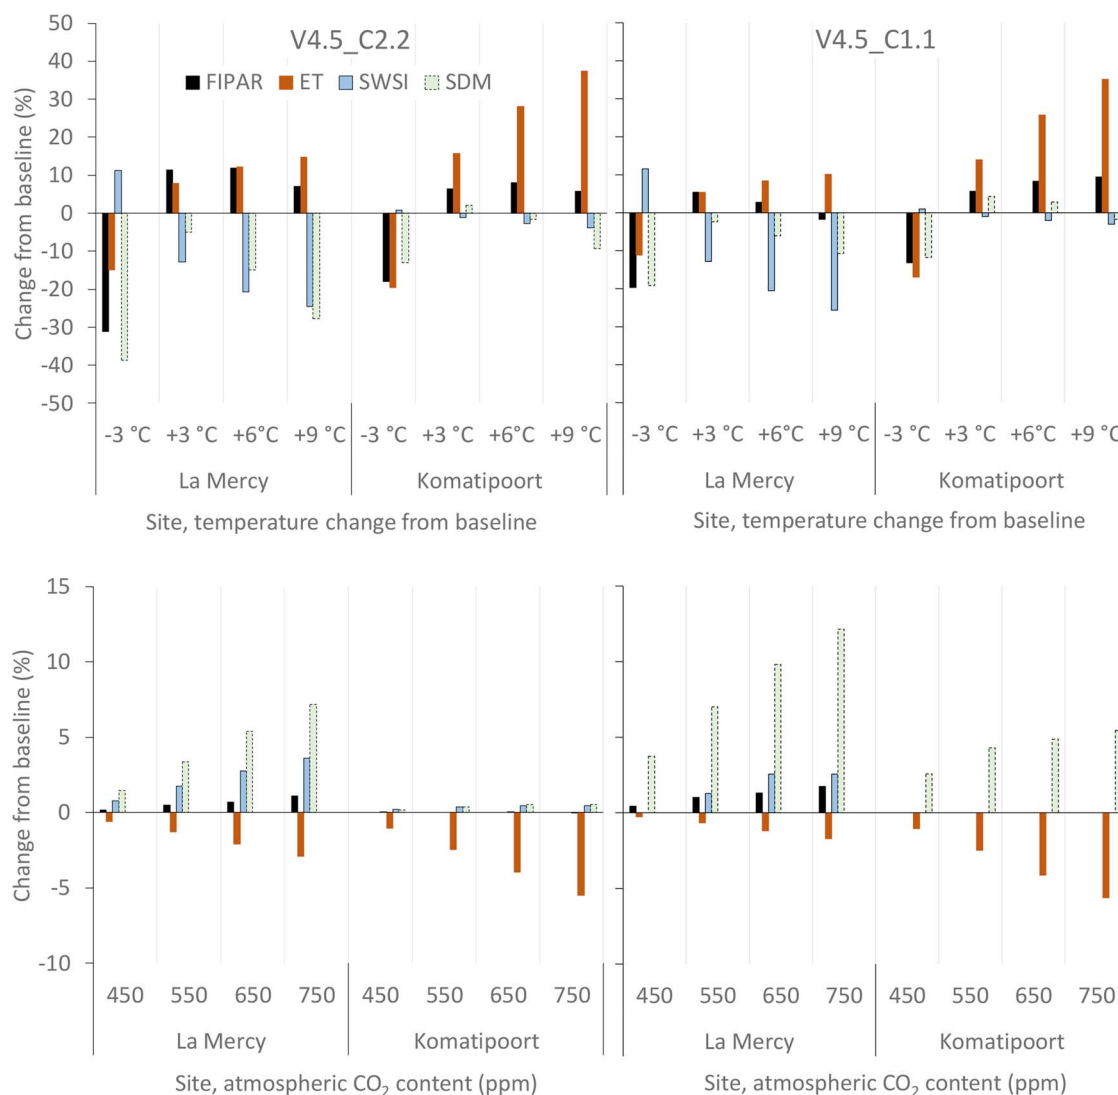 V4.5_C2.2
FIPAR ET SWSI SDM
Change from baseline (%)
50
40
30
20
10
0
-10
-20
-30
-40
-50
-3 °C +3 °C +6°C +9 °C -3 °C +3 °C +6°C +9 °C
La Mercy Komatipoort
Site, temperature change from baseline
V4.5_C1.1
-3 °C +3 °C +6°C +9 °C -3 °C +3 °C +6°C +9 °C
La Mercy Komatipoort
Site, temperature change from baseline
Change from baseline (%)
15
10
5
0
-5
-10
450 550 650 750 450 550 650 750
La Mercy Komatipoort
Site, atmospheric CO₂ content (ppm)
450 550 650 750 450 550 650 750
La Mercy Komatipoort
Site, atmospheric CO₂ content (ppm)